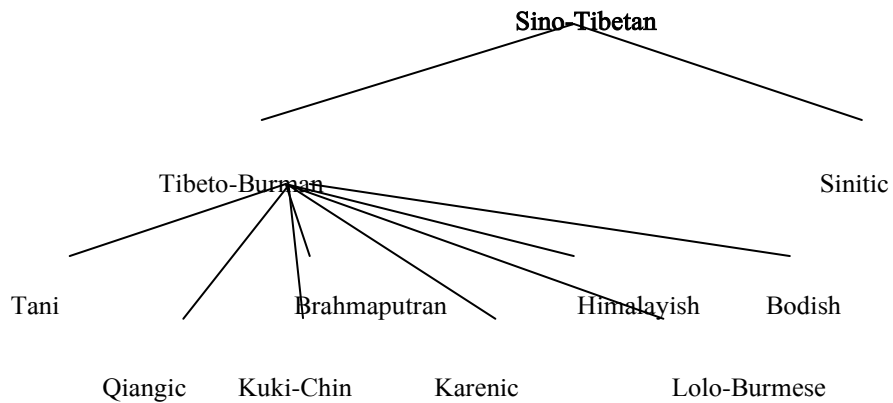 Sino-Tibetan
Tibeto-Burman Sinitic
Tani Brahmaputran Himalayish Bodish
Qiangic Kuki-Chin Karenic Lolo-Burmese